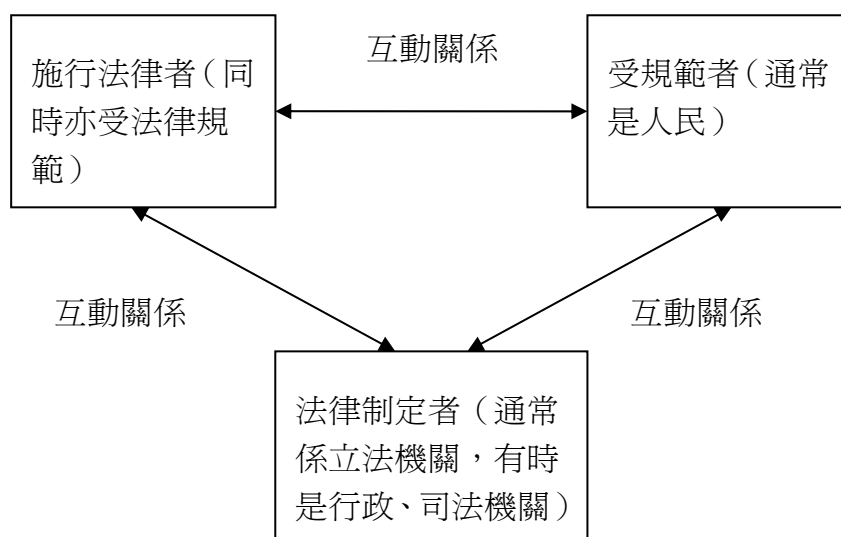 互動關係
施行法律者（同
時亦受法律規
範）
受規範者（通常
是人民）
互動關係
互動關係
法律制定者（通常
係立法機關，有時
是行政、司法機關）